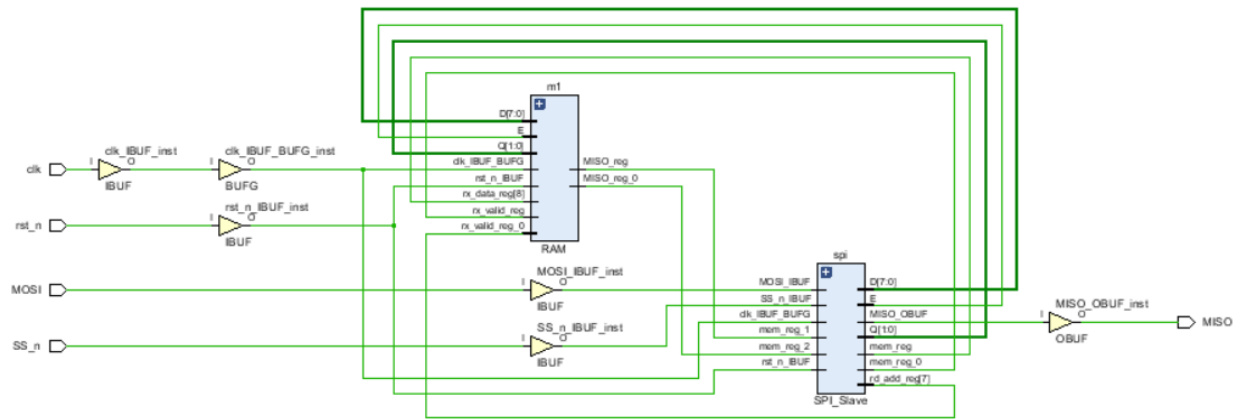 m1
D[7:0]
E
Q[1:0]
clk_IBUF_BUFG
rst_n_IBUF
rx_data_reg[8]
rx_valid_reg
rx_valid_reg_0
MISO_reg
MISO_reg_0
RAM
clk
I
clk_IBUF_inst
O
IBUF
I
clk_IBUF_BUFG_inst
O
BUFG
rst_n
I
rst_n_IBUF_inst
O
IBUF
MOSI
I
MOSI_IBUF_inst
O
IBUF
SS_n
I
SS_n_IBUF_inst
O
IBUF
spi
MOSI_IBUF
SS_n_IBUF
clk_IBUF_BUFG
mem_reg_1
mem_reg_2
rst_n_IBUF
D[7:0]
E
MISO_OBUF
Q[1:0]
mem_reg
mem_reg_0
rd_add_reg[7]
SPI_Slave
I
MISO_OBUF_inst
O
OBUF
MISO